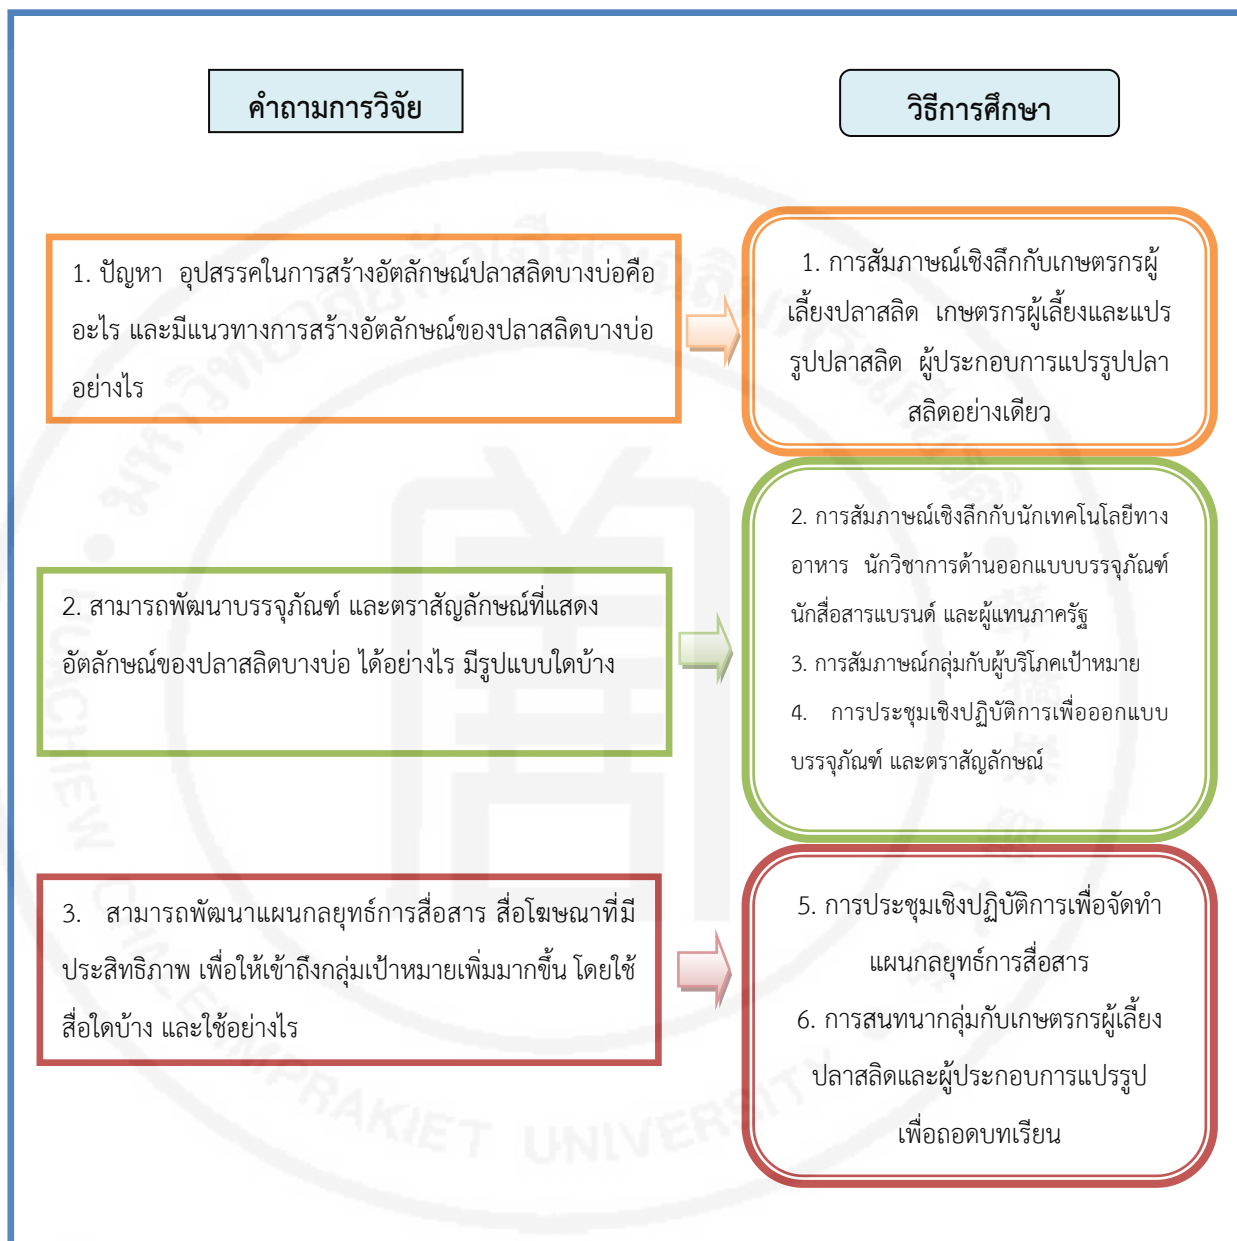 คำถามการวิจัย
วิธีการศึกษา
1. ปัญหา อุปสรรคในการสร้างอัตลักษณ์ปลาสลิดบางบ่อคือ
อะไร และมีแนวทางการสร้างอัตลักษณ์ของปลาสลิดบางบ่อ
อย่างไร
1. การสัมภาษณ์เชิงลึกกับเกษตรกรผู้
เลี้ยงปลาสลิด เกษตรกรผู้เลี้ยงและแปร
รูปปลาสลิด ผู้ประกอบการแปรรูปปลา
สลิดอย่างเดียว
2. สามารถพัฒนาบรรจุภัณฑ์ และตราสัญลักษณ์ที่แสดง
อัตลักษณ์ของปลาสลิดบางบ่อ ได้อย่างไร มีรูปแบบใดบ้าง
2. การสัมภาษณ์เชิงลึกกับนักเทคโนโลยีทาง
อาหาร นักวิชาการด้านออกแบบบรรจุภัณฑ์
นักสื่อสารแบรนด์ และผู้แทนภาครัฐ
3. การสัมภาษณ์กลุ่มกับผู้บริโภคเป้าหมาย
4. การประชุมเชิงปฏิบัติการเพื่อออกแบบ
บรรจุภัณฑ์ และตราสัญลักษณ์
3. สามารถพัฒนาแผนกลยุทธ์การสื่อสาร สื่อโฆษณาที่มี
ประสิทธิภาพ เพื่อให้เข้าถึงกลุ่มเป้าหมายเพิ่มมากขึ้น โดยใช้
สื่อใดบ้าง และใช้อย่างไร
5. การประชุมเชิงปฏิบัติการเพื่อจัดทำ
แผนกลยุทธ์การสื่อสาร
6. การสนทนากลุ่มกับเกษตรกรผู้เลี้ยง
ปลาสลิดและผู้ประกอบการแปรรูป
เพื่อถอดบทเรียน